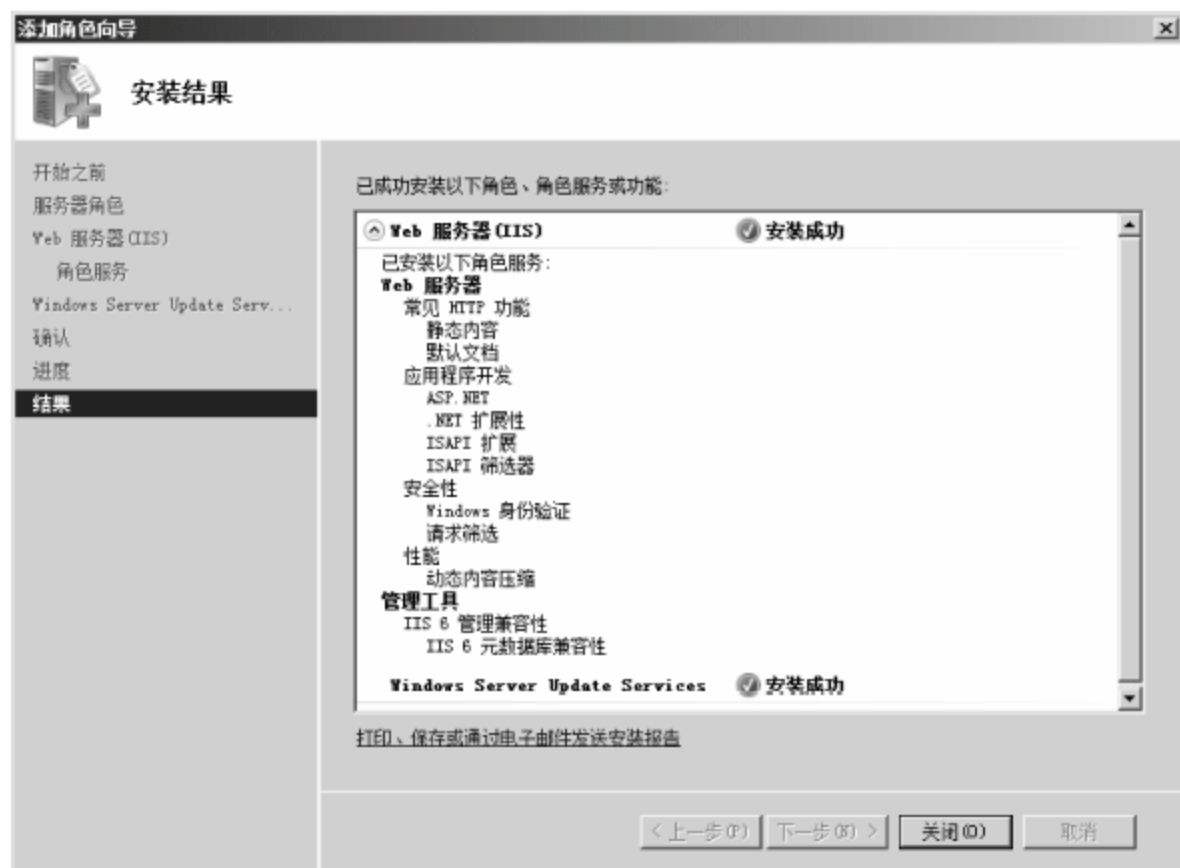 添加角色向导
安装结果
开始之前
服务器角色
Web 服务器(IIS)
角色服务
Windows Server Update Serv...
确认
进度
结果
已成功安装以下角色、角色服务或功能:
Web 服务器(IIS) 安装成功
已安装以下角色服务:
Web 服务器
常见 HTTP 功能
静态内容
默认文档
应用程序开发
ASP.NET
.NET 扩展性
ISAPI 扩展
ISAPI 筛选器
安全性
Windows 身份验证
请求筛选
性能
动态内容压缩
管理工具
IIS 6 管理兼容性
IIS 6 元数据库兼容性
Windows Server Update Services 安装成功
打印、保存或通过电子邮件发送安装报告
< 上一步(P) 下一步(N) > 关闭(O) 取消